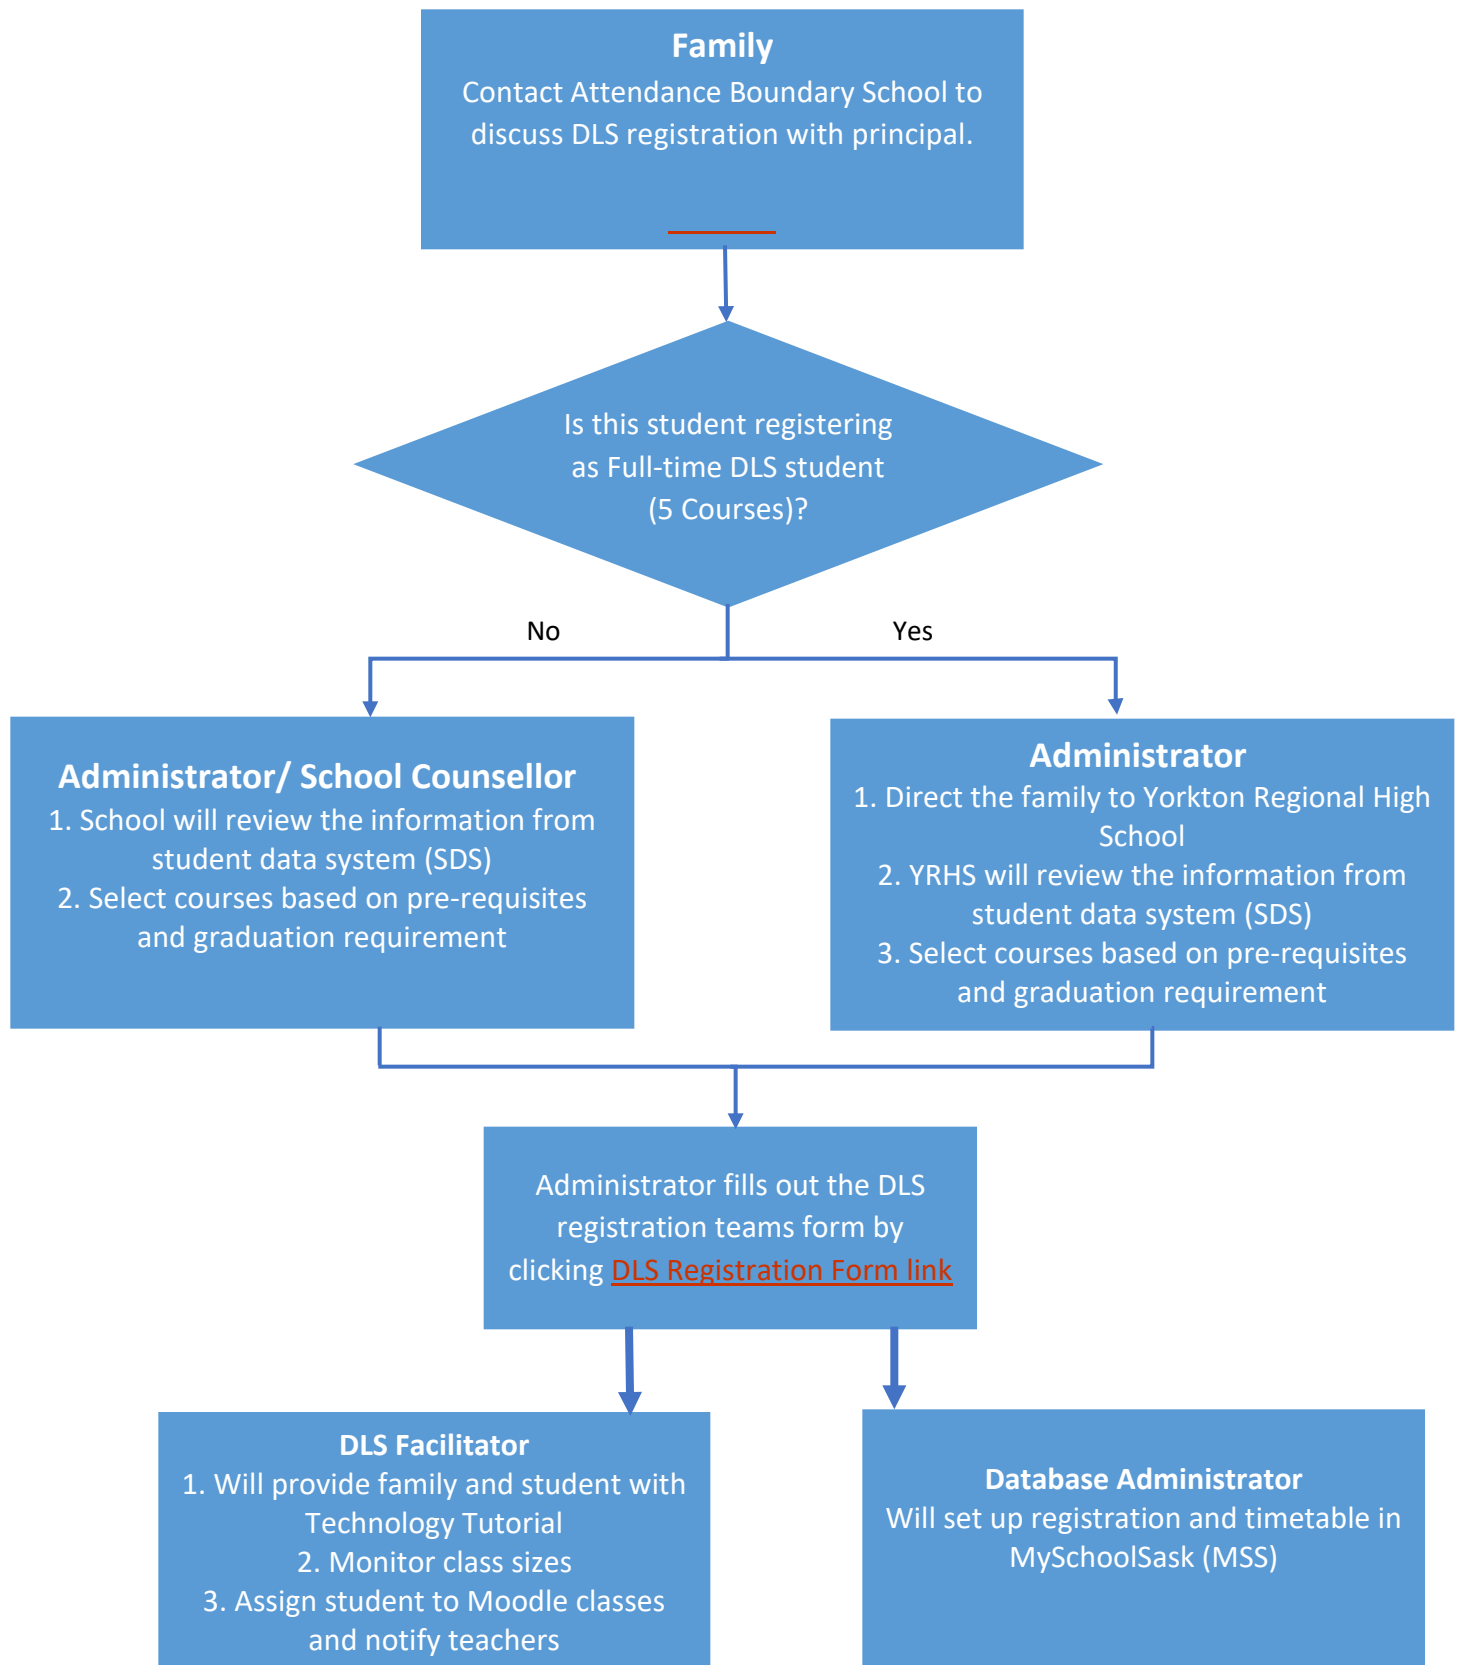 Family
Contact Attendance Boundary School to
discuss DLS registration with principal.
Is this student registering
as Full-time DLS student
(5 Courses)?
No
Yes
Administrator/ School Counsellor
1. School will review the information from
student data system (SDS)
2. Select courses based on pre-requisites
and graduation requirement
Administrator
1. Direct the family to Yorkton Regional High
School
2. YRHS will review the information from
student data system (SDS)
3. Select courses based on pre-requisites
and graduation requirement
Administrator fills out the DLS
registration teams form by
clicking DLS Registration Form link
DLS Facilitator
1. Will provide family and student with
Technology Tutorial
2. Monitor class sizes
3. Assign student to Moodle classes
and notify teachers
Database Administrator
Will set up registration and timetable in
MySchoolSask (MSS)